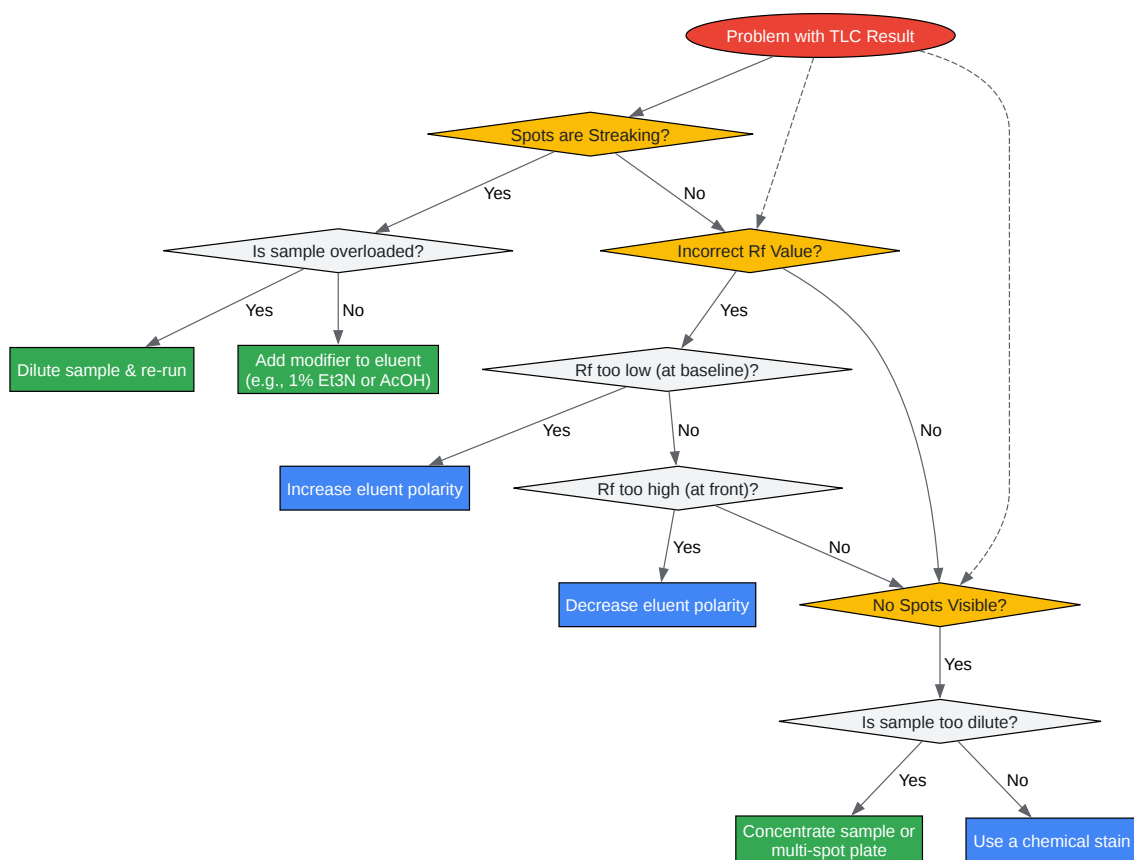 Problem with TLC Result
Spots are Streaking?
Yes
No
Is sample overloaded?
Incorrect Rf Value?
Yes
No
Yes
Dilute sample & re-run
Add modifier to eluent
(e.g., 1% Et3N or AcOH)
Rf too low (at baseline)?
Yes
No
No
Increase eluent polarity
Rf too high (at front)?
Yes
No
Decrease eluent polarity
No Spots Visible?
Yes
Is sample too dilute?
Yes
No
Concentrate sample or
multi-spot plate
Use a chemical stain